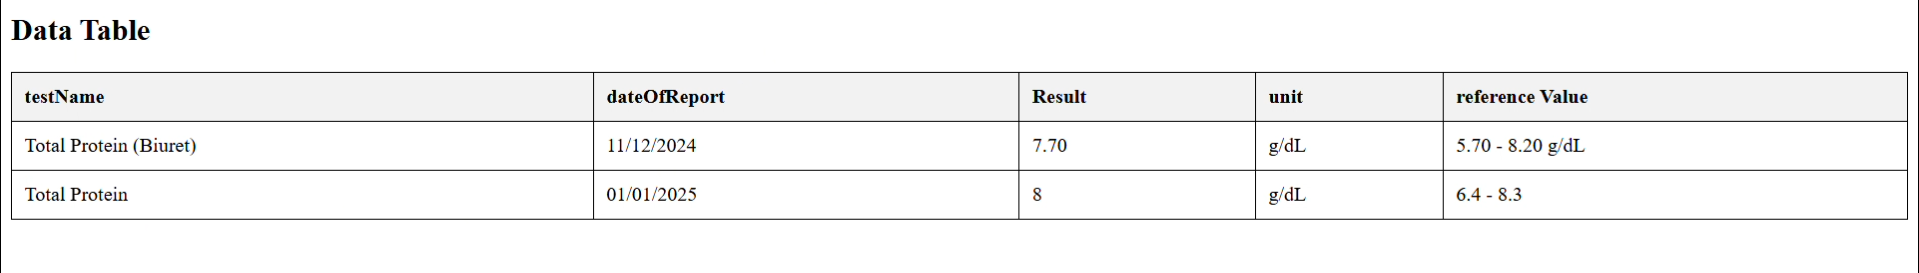 Data Table
testName dateOfReport Result unit reference Value
Total Protein (Biuret) 11/12/2024 7.70 g/dL 5.70 - 8.20 g/dL
Total Protein 01/01/2025 8 g/dL 6.4 - 8.3